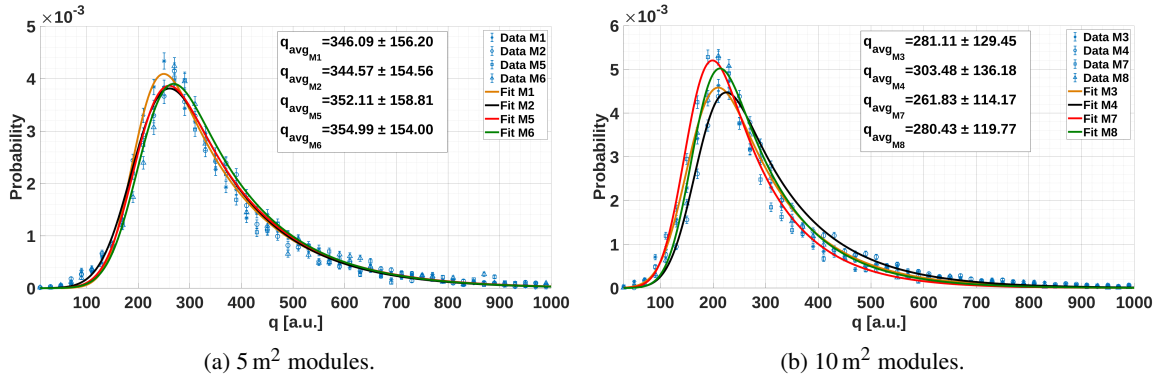 ×10⁻³
5
4
3
2
1
0
Probability
100 200 300 400 500 600 700 800 900 1000
q [a.u.]
q_avg_M1=346.09 ± 156.20
q_avg_M2=344.57 ± 154.56
q_avg_M5=352.11 ± 158.81
q_avg_M6=354.99 ± 154.00
Data M1
Data M2
Data M5
Data M6
Fit M1
Fit M2
Fit M5
Fit M6
(a) 5 m² modules.
×10⁻³
6
5
4
3
2
1
0
Probability
100 200 300 400 500 600 700 800 900 1000
q [a.u.]
q_avg_M3=281.11 ± 129.45
q_avg_M4=303.48 ± 136.18
q_avg_M7=261.83 ± 114.17
q_avg_M8=280.43 ± 119.77
Data M3
Data M4
Data M7
Data M8
Fit M3
Fit M4
Fit M7
Fit M8
(b) 10 m² modules.